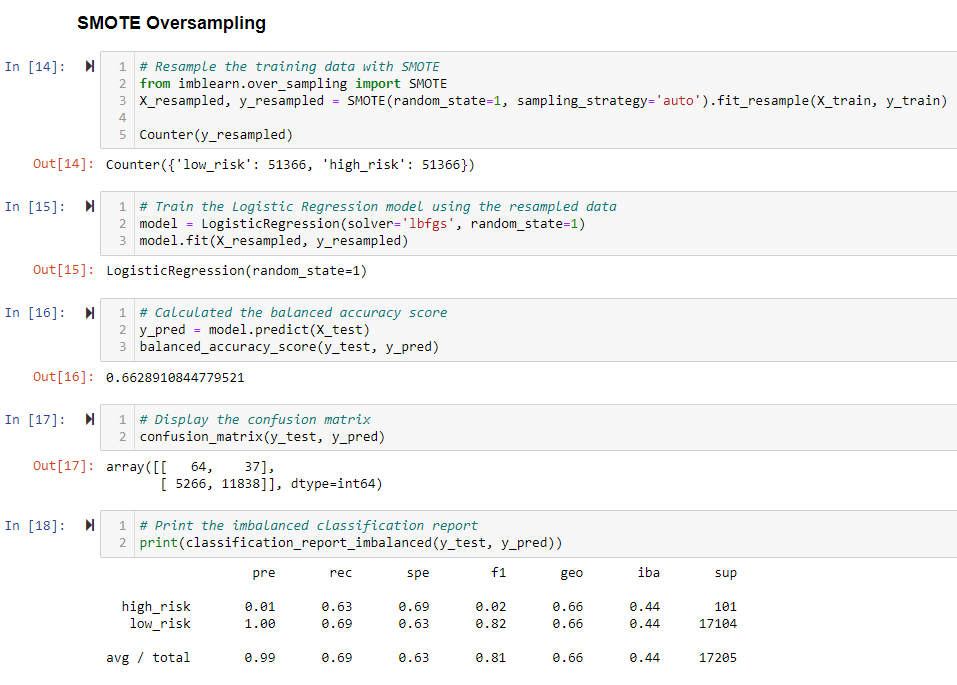 SMOTE Oversampling
In [14]:
1 # Resample the training data with SMOTE
2 from imblearn.over_sampling import SMOTE
3 X_resampled, y_resampled = SMOTE(random_state=1, sampling_strategy='auto').fit_resample(X_train, y_train)
4
5 Counter(y_resampled)
Out[14]: Counter({'low_risk': 51366, 'high_risk': 51366})
In [15]:
1 # Train the Logistic Regression model using the resampled data
2 model = LogisticRegression(solver='lbfgs', random_state=1)
3 model.fit(X_resampled, y_resampled)
Out[15]: LogisticRegression(random_state=1)
In [16]:
1 # Calculated the balanced accuracy score
2 y_pred = model.predict(X_test)
3 balanced_accuracy_score(y_test, y_pred)
Out[16]: 0.6628910844779521
In [17]:
1 # Display the confusion matrix
2 confusion_matrix(y_test, y_pred)
Out[17]: array([[   64,    37],
       [ 5266, 11838]], dtype=int64)
In [18]:
1 # Print the imbalanced classification report
2 print(classification_report_imbalanced(y_test, y_pred))
pre rec spe f1 geo iba sup
high_risk 0.01 0.63 0.69 0.02 0.66 0.44 101
low_risk 1.00 0.69 0.63 0.82 0.66 0.44 17104
avg / total 0.99 0.69 0.63 0.81 0.66 0.44 17205